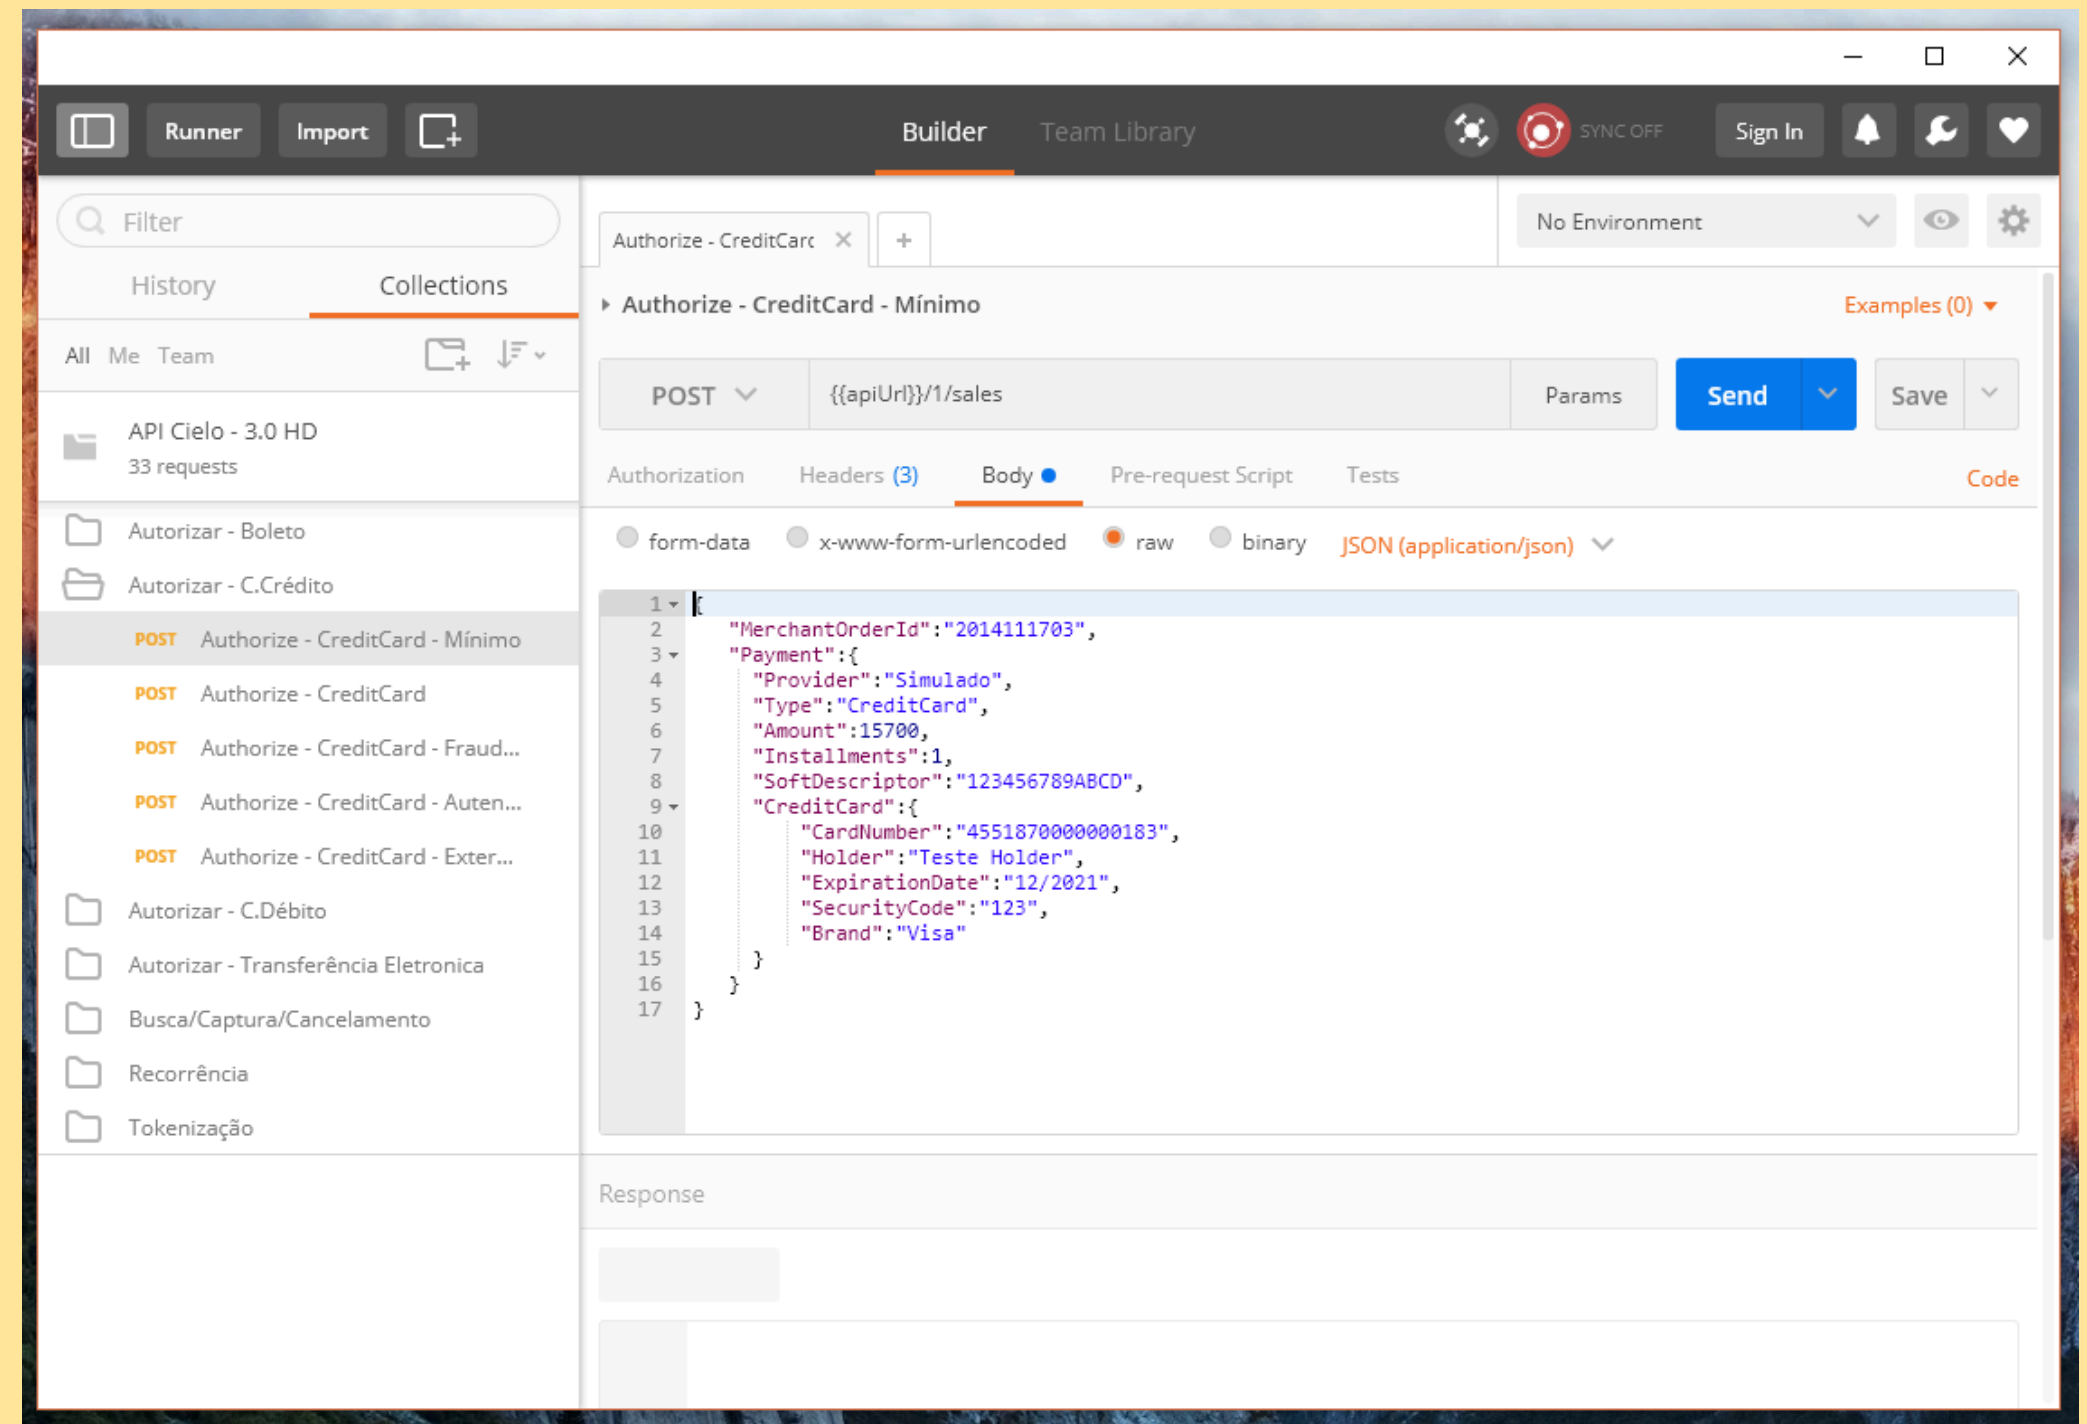 Runner Import Builder Team Library SYNC OFF Sign In
Filter
History Collections
All Me Team
API Cielo - 3.0 HD
33 requests
Autorizar - Boleto
Autorizar - C.Crédito
POST Authorize - CreditCard - Mínimo
POST Authorize - CreditCard
POST Authorize - CreditCard - Fraud...
POST Authorize - CreditCard - Auten...
POST Authorize - CreditCard - Exter...
Autorizar - C.Débito
Autorizar - Transferência Eletronica
Busca/Captura/Cancelamento
Recorrência
Tokenização
Authorize - CreditCarc
No Environment
Authorize - CreditCard - Mínimo Examples (0)
POST {{apiUrl}}/1/sales Params Send Save
Authorization Headers (3) Body Pre-request Script Tests Code
form-data x-www-form-urlencoded raw binary JSON (application/json)
1 {
2 "MerchantOrderId":"2014111703",
3 "Payment":{
4 "Provider":"Simulado",
5 "Type":"CreditCard",
6 "Amount":15700,
7 "Installments":1,
8 "SoftDescriptor":"123456789ABCD",
9 "CreditCard":{
10 "CardNumber":"4551870000000183",
11 "Holder":"Teste Holder",
12 "ExpirationDate":"12/2021",
13 "SecurityCode":"123",
14 "Brand":"Visa"
15 }
16 }
17 }
Response